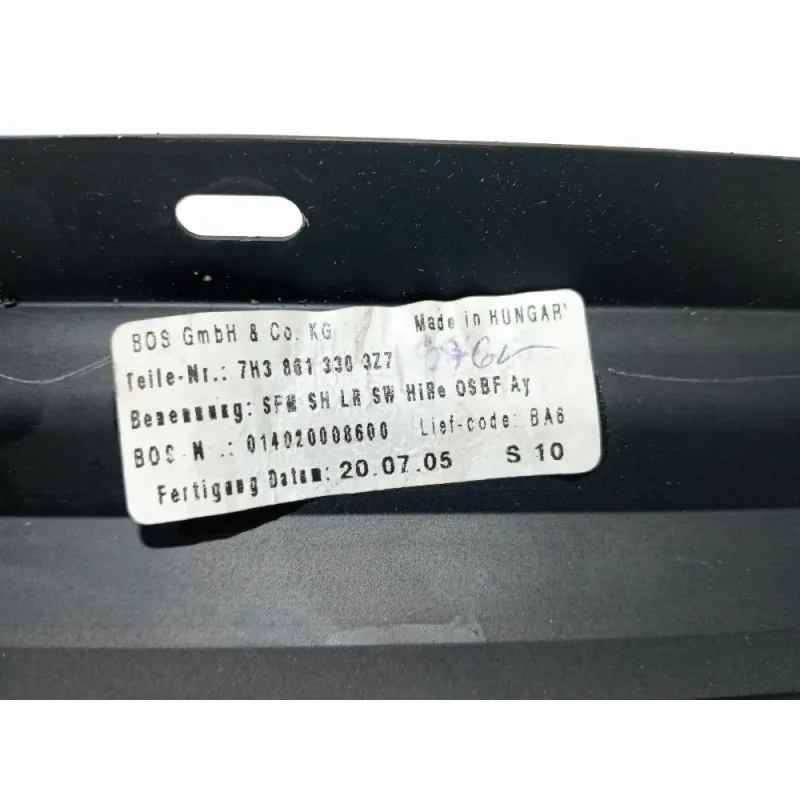 BOS GmbH & Co. KG Made in HUNGARY
Teile-Nr.: 7H3 861 330 3Z7
Benennung: SFM SH LR SW HiRe OSBF Ay
BOS-N .: 014020008600 Lief-code: BA6
Fertigung Datum: 20.07.05 S 10